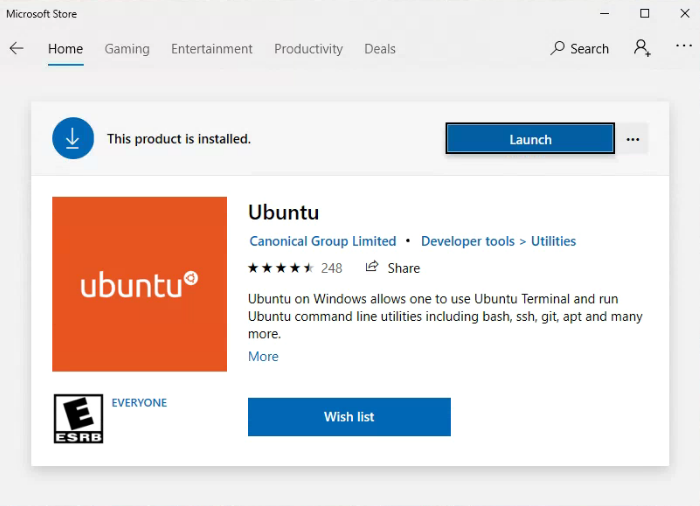 Microsoft Store
Home Gaming Entertainment Productivity Deals Search
This product is installed. Launch
ubuntu
Ubuntu
Canonical Group Limited • Developer tools > Utilities
248 Share
Ubuntu on Windows allows one to use Ubuntu Terminal and run
Ubuntu command line utilities including bash, ssh, git, apt and many
more.
More
E
ESRB
EVERYONE
Wish list